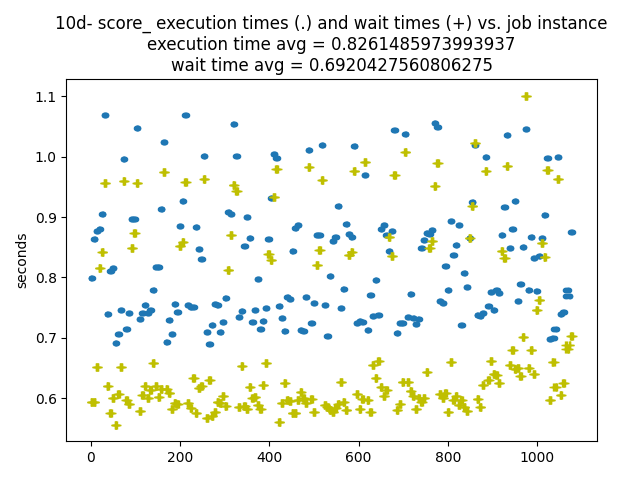 10d- score_ execution times (.) and wait times (+) vs. job instance
execution time avg = 0.8261485973993937
wait time avg = 0.6920427560806275
1.1
1.0
0.9
0.8
0.7
0.6
seconds
0 200 400 600 800 1000